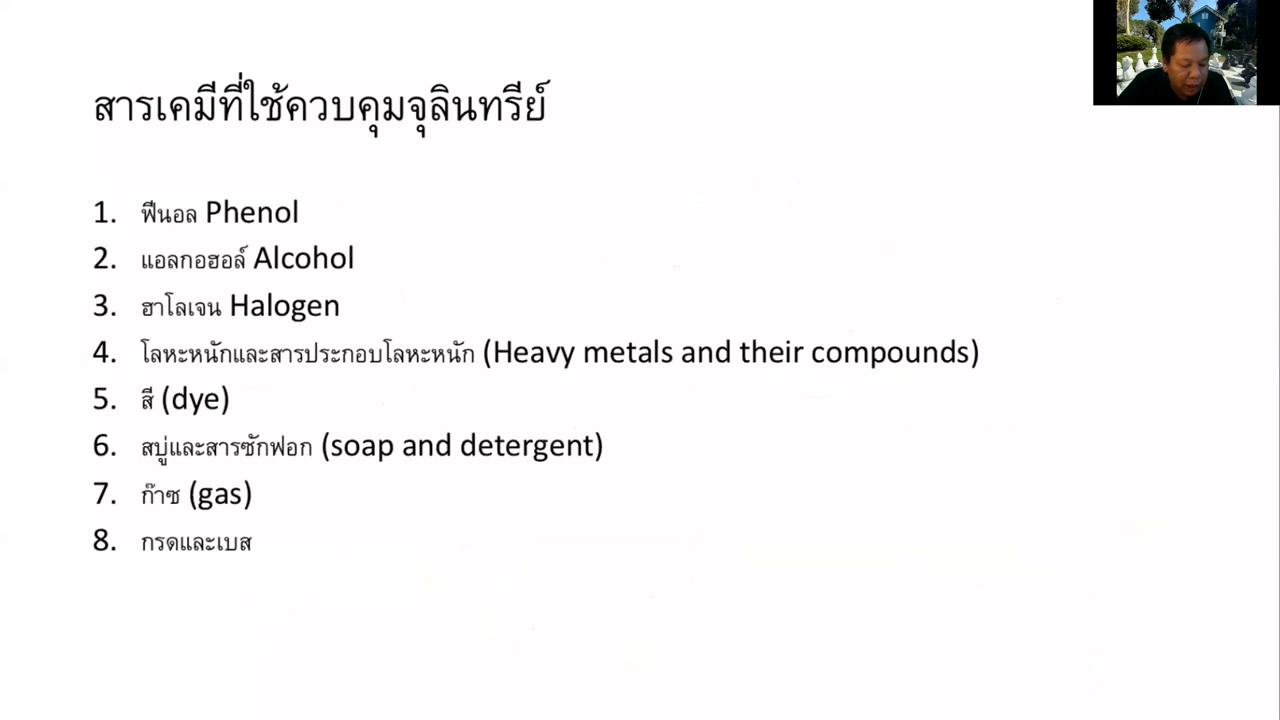 สารเคมีที่ใช้ควบคุมจุลินทรีย์
1. ฟีนอล Phenol
2. แอลกอฮอล์ Alcohol
3. ฮาโลเจน Halogen
4. โลหะหนักและสารประกอบโลหะหนัก (Heavy metals and their compounds)
5. สี (dye)
6. สบู่และสารซักฟอก (soap and detergent)
7. ก๊าซ (gas)
8. กรดและเบส